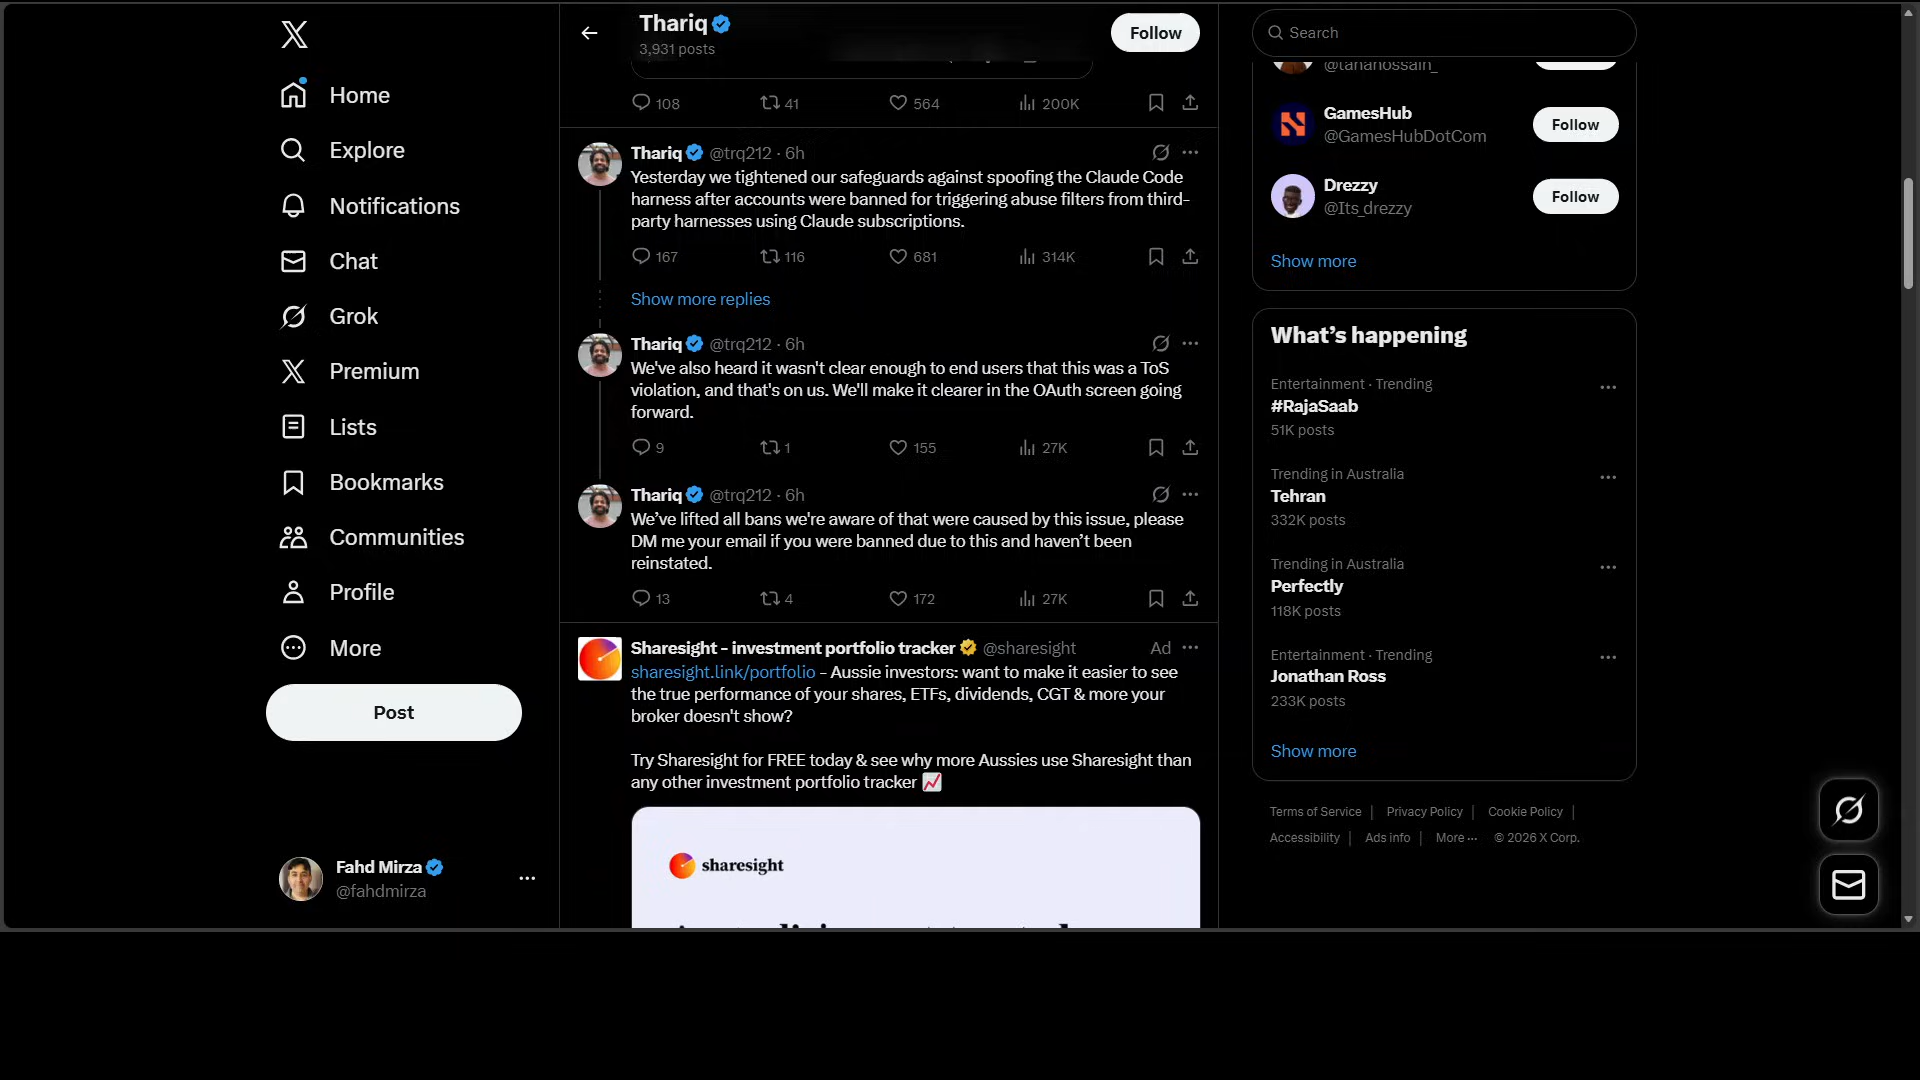 Home
Explore
Notifications
Chat
Grok
Premium
Lists
Bookmarks
Communities
Profile
More
Post
Fahd Mirza
@fahdmirza
Thariq
3,931 posts
Follow
108 41 564 200K
Thariq @trq212 · 6h
Yesterday we tightened our safeguards against spoofing the Claude Code
harness after accounts were banned for triggering abuse filters from third-
party harnesses using Claude subscriptions.
167 116 681 314K
Show more replies
Thariq @trq212 · 6h
We've also heard it wasn't clear enough to end users that this was a ToS
violation, and that's on us. We'll make it clearer in the OAuth screen going
forward.
9 1 155 27K
Thariq @trq212 · 6h
We’ve lifted all bans we're aware of that were caused by this issue, please
DM me your email if you were banned due to this and haven’t been
reinstated.
13 4 172 27K
Sharesight - investment portfolio tracker @sharesight Ad
sharesight.link/portfolio - Aussie investors: want to make it easier to see
the true performance of your shares, ETFs, dividends, CGT & more your
broker doesn't show?
Try Sharesight for FREE today & see why more Aussies use Sharesight than
any other investment portfolio tracker 📈
sharesight
Search
@tanahossain_
GamesHub
@GamesHubDotCom
Follow
Drezzy
@Its_drezzy
Follow
Show more
What’s happening
Entertainment · Trending
#RajaSaab
51K posts
Trending in Australia
Tehran
332K posts
Trending in Australia
Perfectly
118K posts
Entertainment · Trending
Jonathan Ross
233K posts
Show more
Terms of Service | Privacy Policy | Cookie Policy |
Accessibility | Ads info | More ··· © 2026 X Corp.